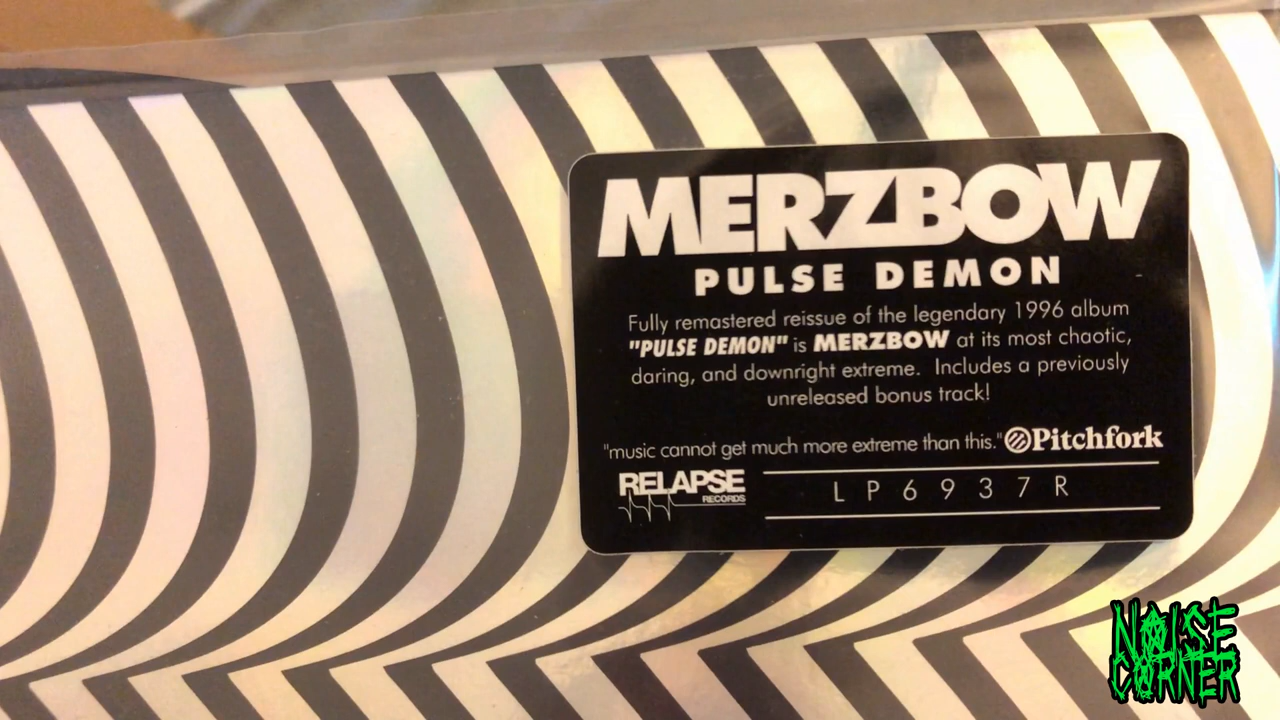 MERZBOW
PULSE DEMON
Fully remastered reissue of the legendary 1996 album
"PULSE DEMON" is MERZBOW at its most chaotic,
daring, and downright extreme. Includes a previously
unreleased bonus track!
"music cannot get much more extreme than this." Pitchfork
RELAPSE
RECORDS
LP6937R
NOISE
CORNER